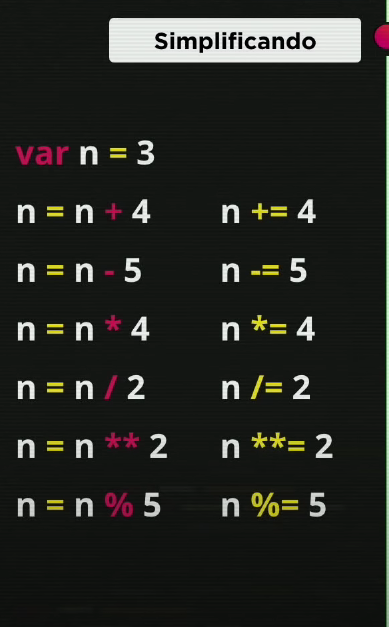 Simplificando
var n = 3
n = n + 4 n += 4
n = n - 5 n -= 5
n = n * 4 n *= 4
n = n / 2 n /= 2
n = n ** 2 n **= 2
n = n % 5 n %= 5